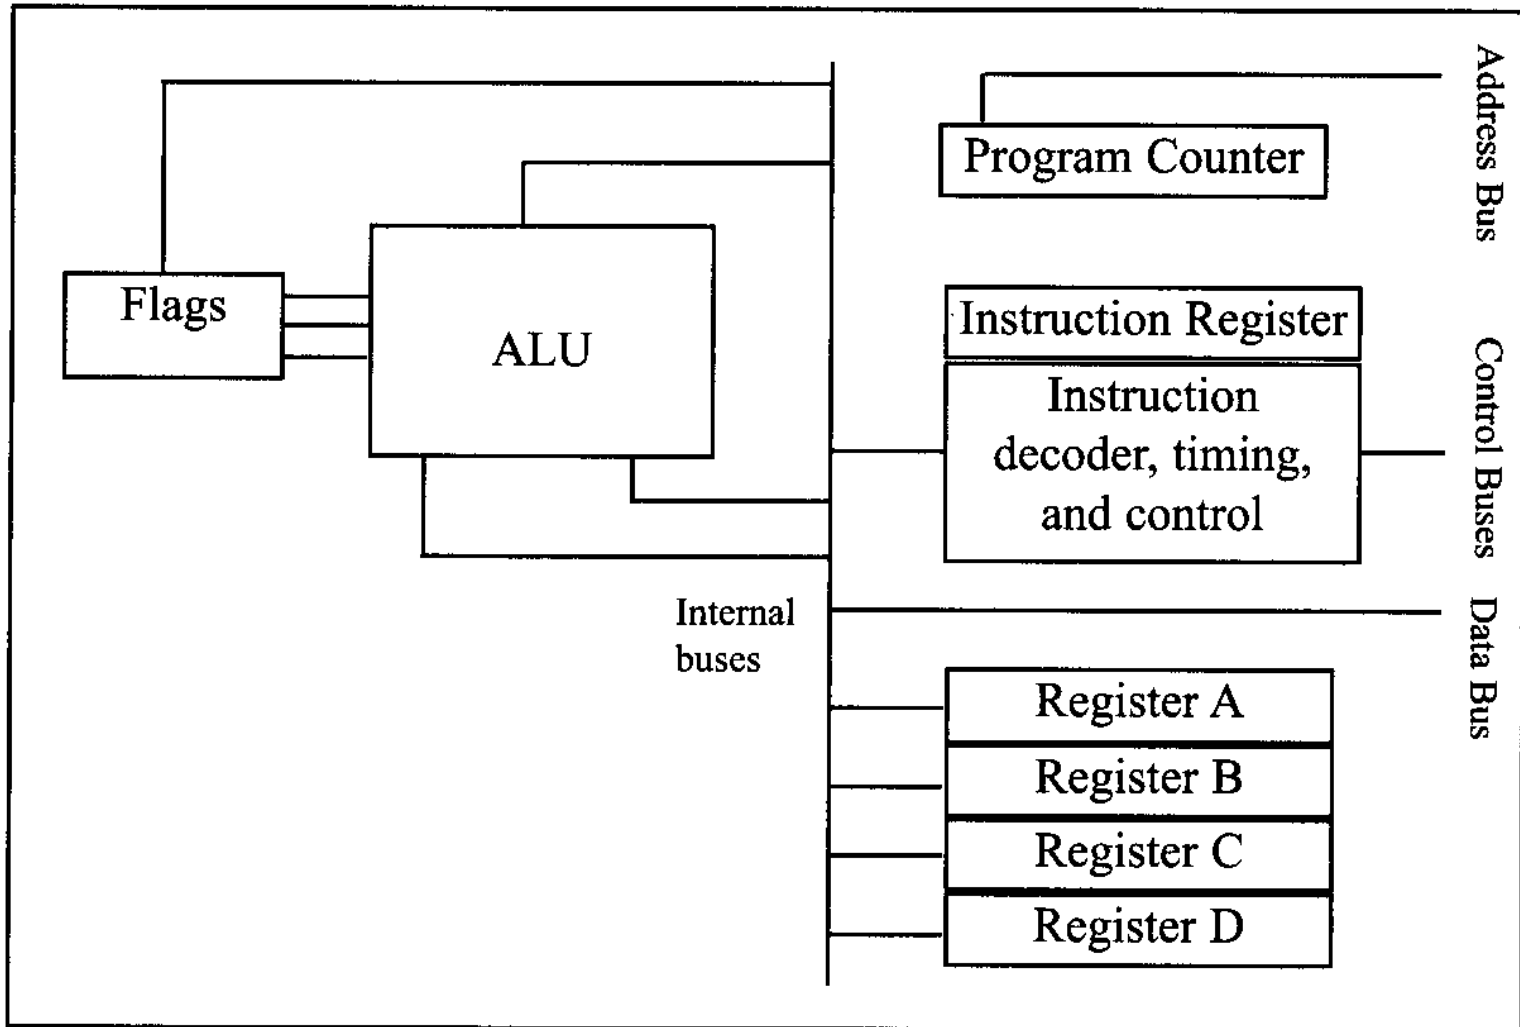 Address Bus
Program Counter
Flags
Instruction Register
ALU
Instruction
decoder, timing,
and control
Control Buses
Internal
buses
Data Bus
Register A
Register B
Register C
Register D